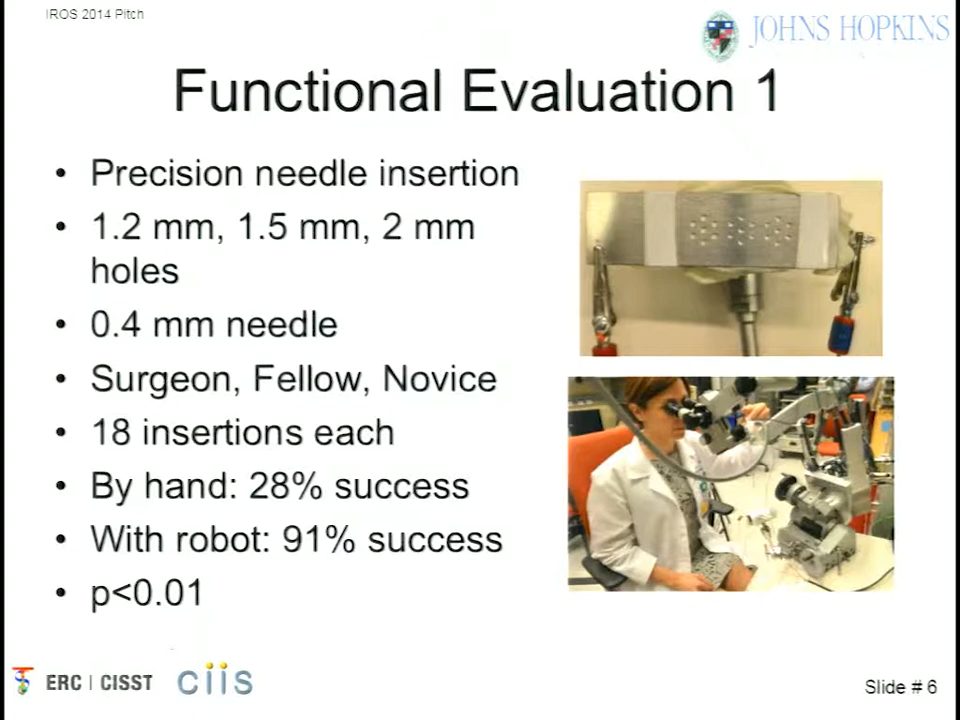 IROS 2014 Pitch
JOHNS HOPKINS
Functional Evaluation 1
• Precision needle insertion
• 1.2 mm, 1.5 mm, 2 mm
holes
• 0.4 mm needle
• Surgeon, Fellow, Novice
• 18 insertions each
• By hand: 28% success
• With robot: 91% success
• p<0.01
ERC | CISST
ciis
Slide # 6